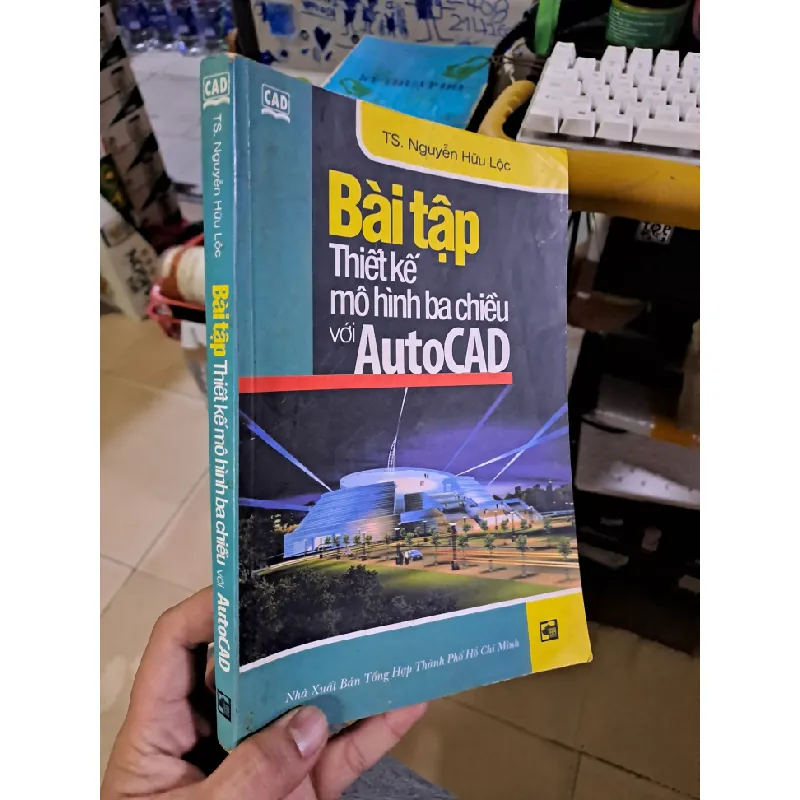 CAD
TS. Nguyễn Hữu Lộc
Bài tập Thiết kế mô hình ba chiều với AutoCAD
CAD
TS. Nguyễn Hữu Lộc
Bài tập
Thiết kế
mô hình ba chiều
với AutoCAD
Nhà Xuất Bản Tổng Hợp Thành Phố Hồ Chí Minh